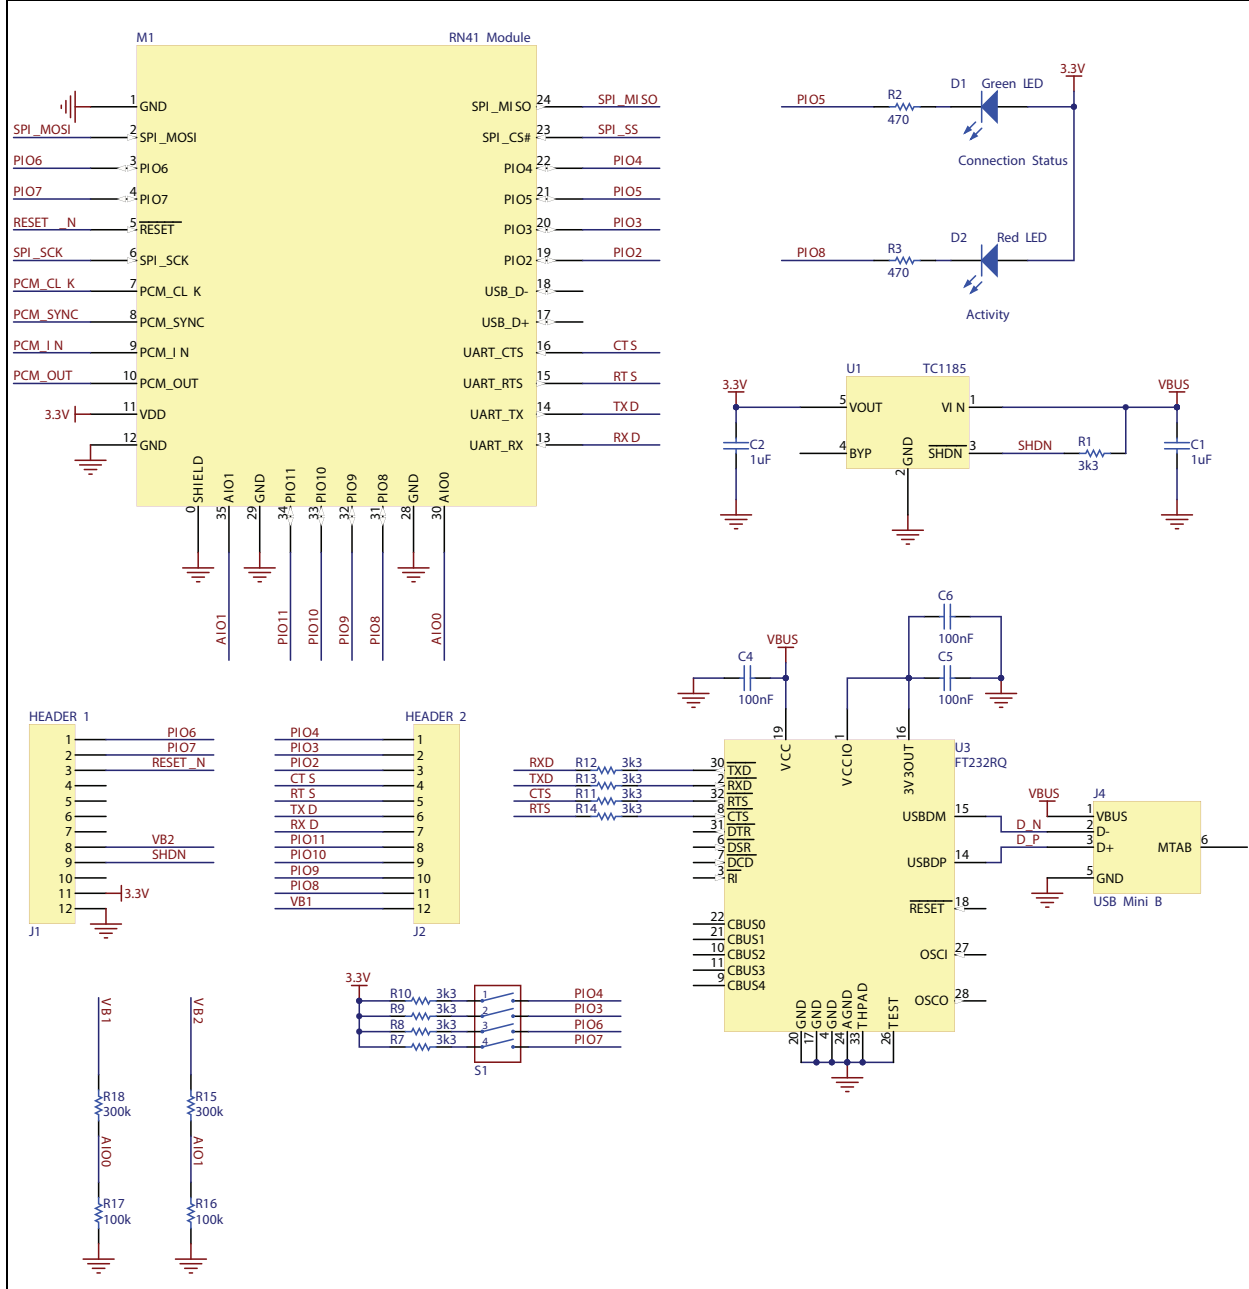 M1
RN41 Module
1 GND
SPI_MOSI 2 SPI_MOSI
PIO6 3 PIO6
PIO7 4 PIO7
RESET _N 5 RESET
SPI_SCK 6 SPI_SCK
PCM_CL K 7 PCM_CL K
PCM_SYNC 8 PCM_SYNC
PCM_I N 9 PCM_I N
PCM_OUT 10 PCM_OUT
3.3V 11 VDD
12 GND
SPI_MISO 24 SPI_MISO
SPI_CS# 23 SPI_SS
PIO4 22 PIO4
PIO5 21 PIO5
PIO3 20 PIO3
PIO2 19 PIO2
USB_D- 18
USB_D+ 17
UART_CTS 16 CTS
UART_RTS 15 RTS
UART_TX 14 TXD
UART_RX 13 RXD
0 SHIELD
35 AIO1 AIO1
29 GND
34 PIO11 PIO11
33 PIO10 PIO10
32 PIO9 PIO9
31 PIO8 PIO8
28 GND
30 AIO0 AIO0
3.3V
D1 Green LED
PIO5 R2 470
Connection Status
D2 Red LED
PIO8 R3 470
Activity
U1 TC1185
3.3V
5 VOUT
VIN 1
VBUS
4 BYP
2 GND
SHDN 3 SHDN
R1
3k3
C2
1uF
C1
1uF
C6
100nF
C5
100nF
VBUS
C4
100nF
19 VCC
1 VCCIO
16 3V3OUT
U3
FT232RQ
RXD R12 3k3 30 TXD
TXD R13 3k3 2 RXD
CTS R11 3k3 32 RTS
RTS R14 3k3 8 CTS
31 DTR
6 DSR
7 DCD
3 RI
22 CBUS0
21 CBUS1
10 CBUS2
11 CBUS3
9 CBUS4
USBDM 15 D_N
USBDP 14 D_P
RESET 18
OSCI 27
OSCO 28
20 GND
17 GND
4 GND
24 AGND
33 THPAD
26 TEST
VBUS
J4
1 VBUS
2 D-
3 D+
5 GND
MTAB 6
USB Mini B
HEADER 1
1 PIO6
2 PIO7
3 RESET_N
4
5
6
7
8 VB2
9 SHDN
10
11 3.3V
12
J1
HEADER 2
PIO4 1
PIO3 2
PIO2 3
CTS 4
RTS 5
TXD 6
RXD 7
PIO11 8
PIO10 9
PIO9 10
PIO8 11
VB1 12
J2
3.3V
R10 3k3 1 PIO4
R9 3k3 2 PIO3
R8 3k3 3 PIO6
R7 3k3 4 PIO7
S1
VB1
R18
300k
AIO0
R17
100k
VB2
R15
300k
AIO1
R16
100k